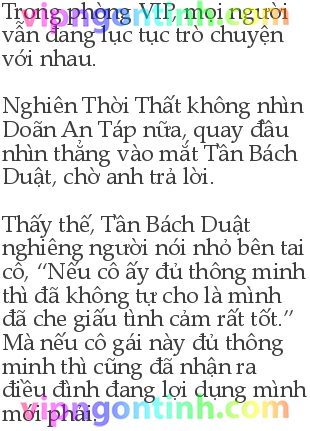 vipngontinh.com
Trong phòng VIP, mọi người
vẫn đang lục tục trò chuyện
với nhau.
Nghiên Thời Thất không nhìn
Doãn An Táp nữa, quay đầu
nhìn thẳng vào mắt Tần Bách
Duật, chờ anh trả lời.
Thấy thế, Tần Bách Duật
nghiêng người nói nhỏ bên tai
cô, “Nếu cô ấy đủ thông minh
thì đã không tự cho là mình
đã che giấu tình cảm rất tốt.”
Mà nếu cô gái này đủ thông
minh thì cũng đã nhận ra
điều đình đang lợi dụng mình
mới phải.
vipngontinh.com